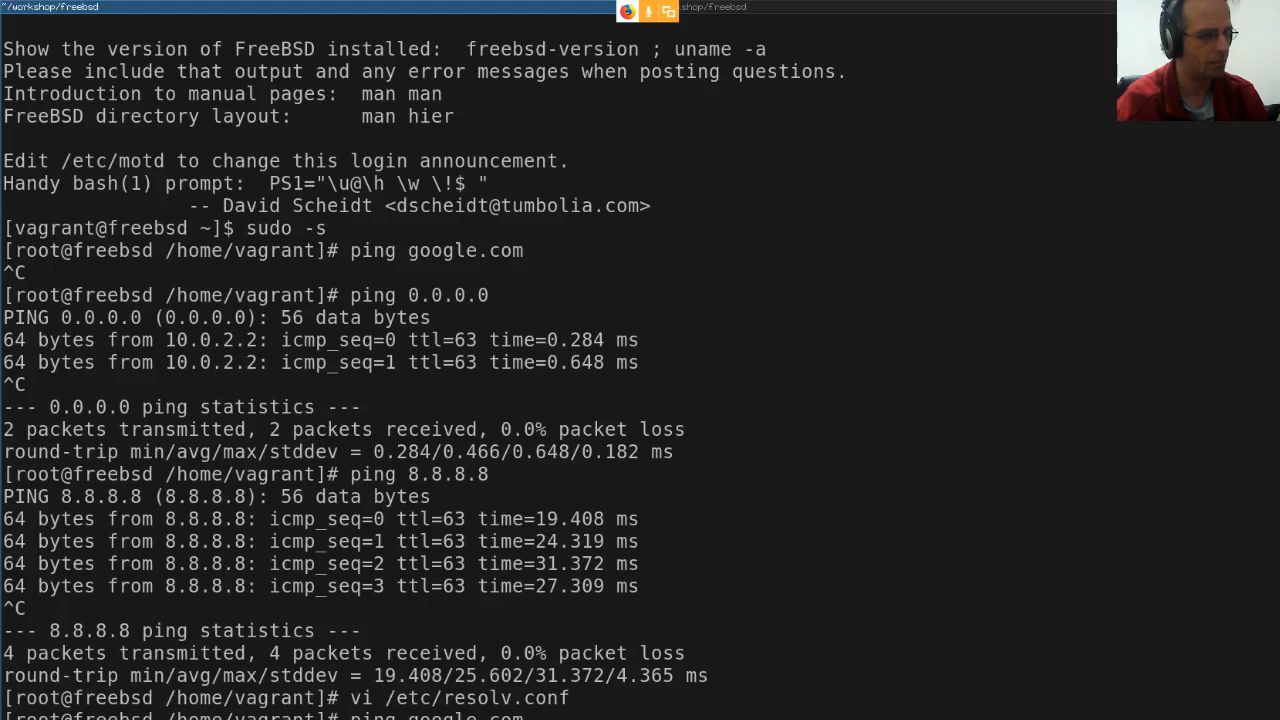 ~/workshop/freebsd
sp/freebsd
Show the version of FreeBSD installed:  freebsd-version ; uname -a
Please include that output and any error messages when posting questions.
Introduction to manual pages:  man man
FreeBSD directory layout:      man hier
Edit /etc/motd to change this login announcement.
Handy bash(1) prompt:  PS1="\u@\h \w \!$ "
-- David Scheidt <dscheidt@tumbolia.com>
[vagrant@freebsd ~]$ sudo -s
[root@freebsd /home/vagrant]# ping google.com
^C
[root@freebsd /home/vagrant]# ping 0.0.0.0
PING 0.0.0.0 (0.0.0.0): 56 data bytes
64 bytes from 10.0.2.2: icmp_seq=0 ttl=63 time=0.284 ms
64 bytes from 10.0.2.2: icmp_seq=1 ttl=63 time=0.648 ms
^C
--- 0.0.0.0 ping statistics ---
2 packets transmitted, 2 packets received, 0.0% packet loss
round-trip min/avg/max/stddev = 0.284/0.466/0.648/0.182 ms
[root@freebsd /home/vagrant]# ping 8.8.8.8
PING 8.8.8.8 (8.8.8.8): 56 data bytes
64 bytes from 8.8.8.8: icmp_seq=0 ttl=63 time=19.408 ms
64 bytes from 8.8.8.8: icmp_seq=1 ttl=63 time=24.319 ms
64 bytes from 8.8.8.8: icmp_seq=2 ttl=63 time=31.372 ms
64 bytes from 8.8.8.8: icmp_seq=3 ttl=63 time=27.309 ms
^C
--- 8.8.8.8 ping statistics ---
4 packets transmitted, 4 packets received, 0.0% packet loss
round-trip min/avg/max/stddev = 19.408/25.602/31.372/4.365 ms
[root@freebsd /home/vagrant]# vi /etc/resolv.conf
[root@freebsd /home/vagrant]# ping google.com